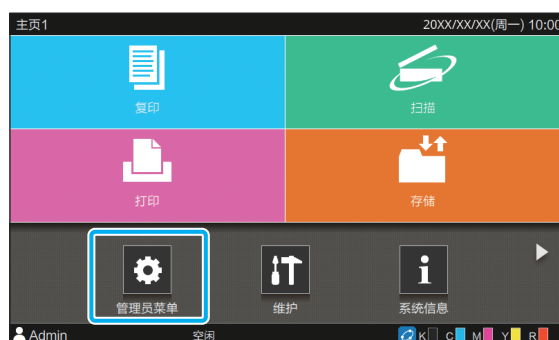 主页1 20XX/XX/XX(周一) 10:00
复印 扫描
打印 存储
管理员菜单 维护 系统信息
Admin 空闲 K C M Y R